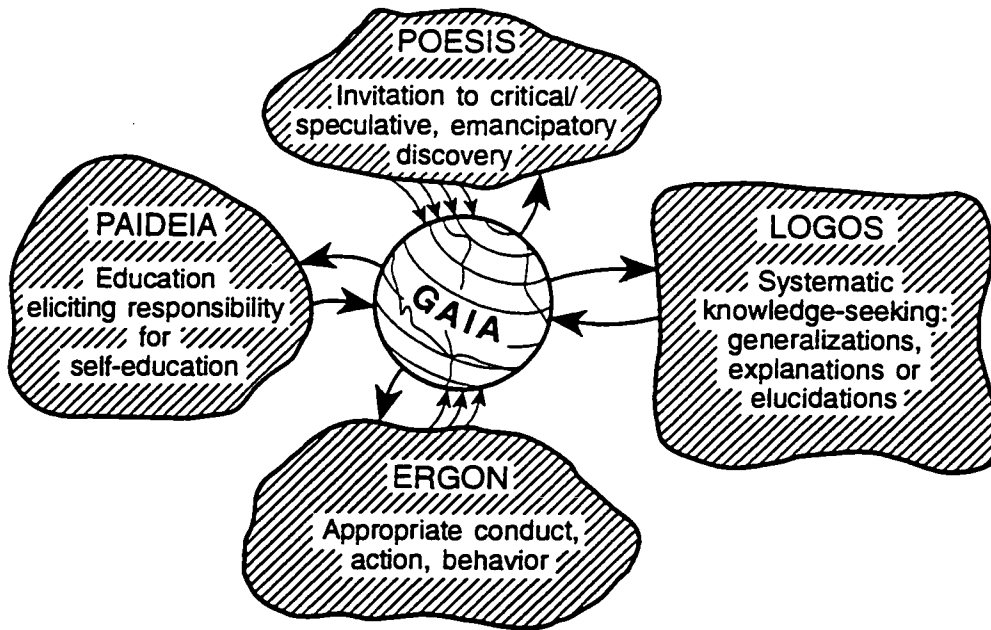 POESIS
Invitation to critical/
speculative, emancipatory
discovery
PAIDEIA
Education
eliciting responsibility
for
self-education
GAIA
LOGOS
Systematic
knowledge-seeking:
generalizations,
explanations or
elucidations
ERGON
Appropriate conduct,
action, behavior